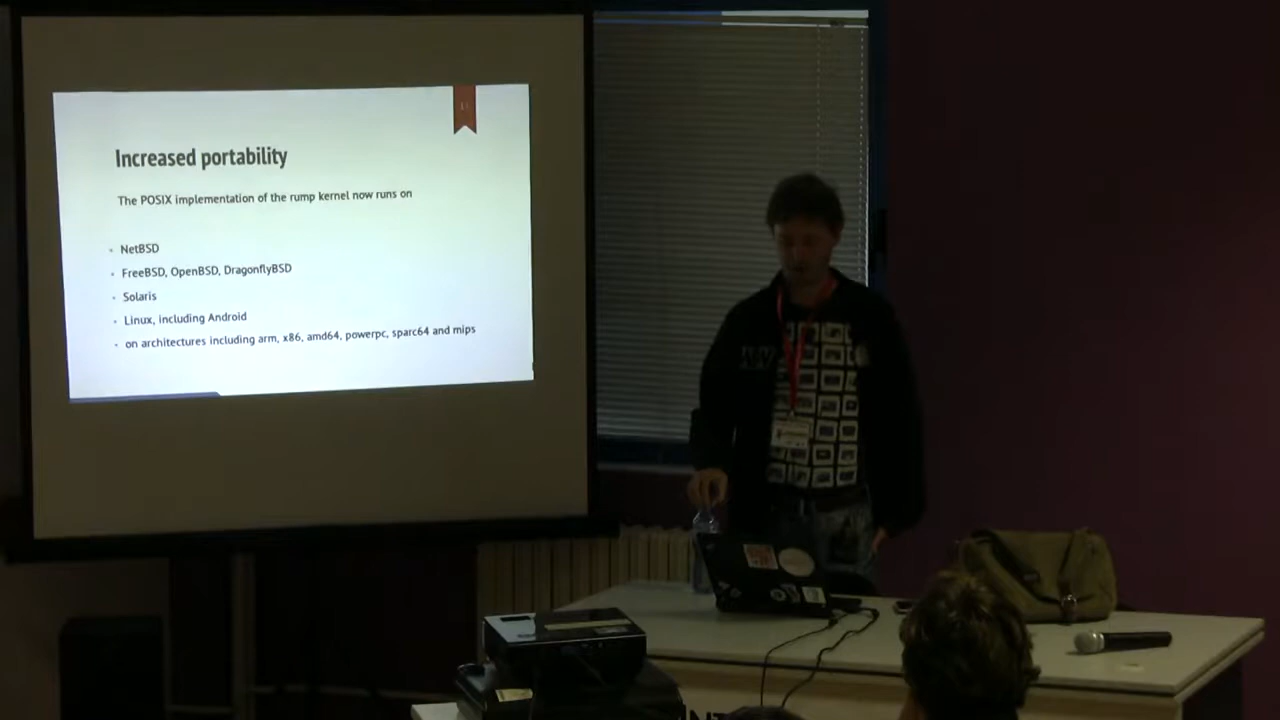 Increased portability
The POSIX implementation of the rump kernel now runs on
NetBSD
FreeBSD, OpenBSD, DragonflyBSD
Solaris
Linux, including Android
on architectures including arm, x86, amd64, powerpc, sparc64 and mips